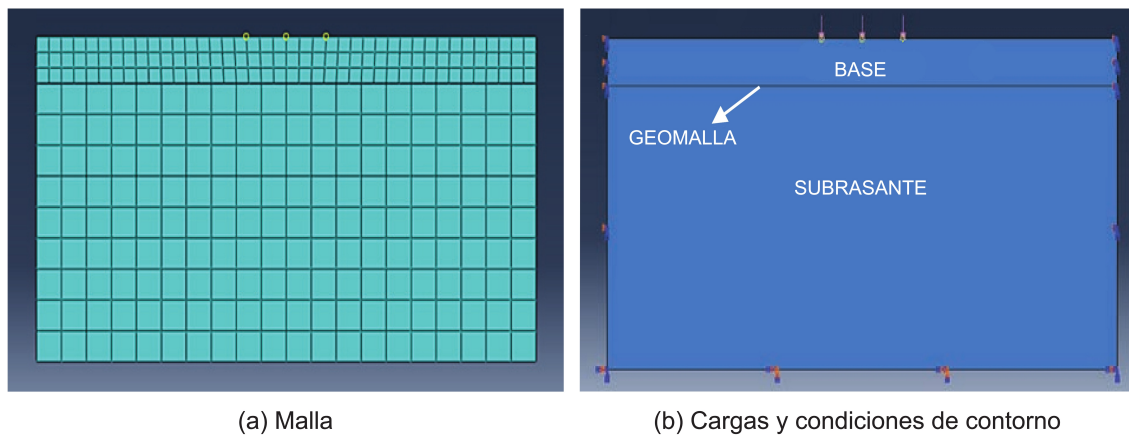 BASE
GEOMALLA
SUBRASANTE
(a) Malla
(b) Cargas y condiciones de contorno